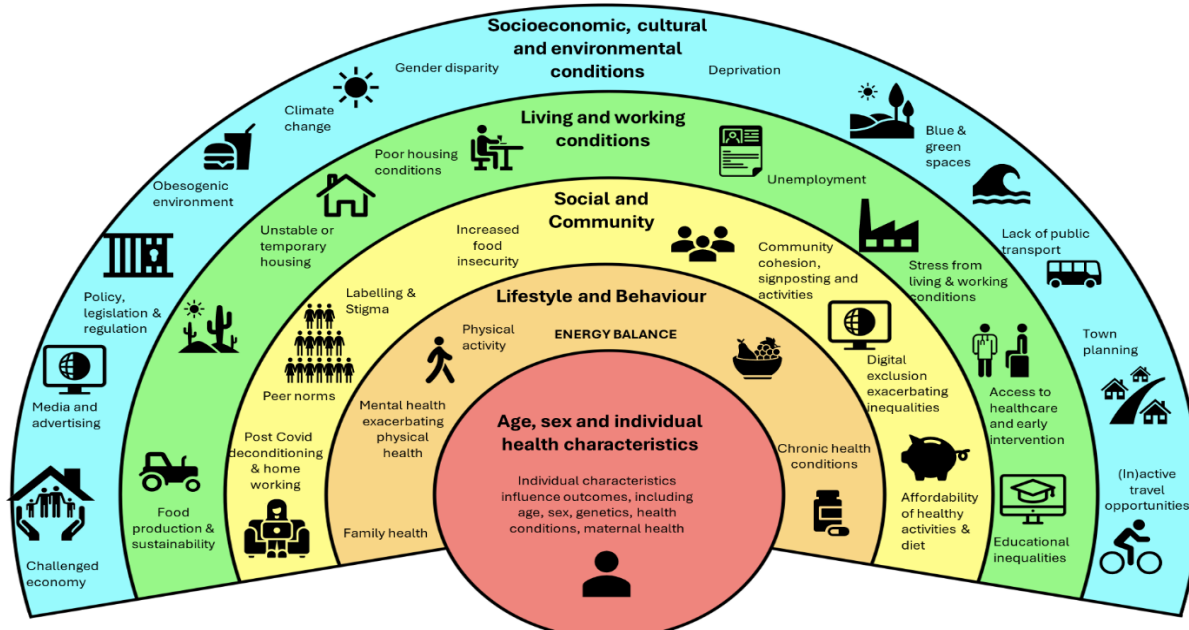 Socioeconomic, cultural
and environmental
conditions
Gender disparity
Deprivation
Climate
change
Blue &
green
spaces
Obesogenic
environment
Lack of public
transport
Policy,
legislation &
regulation
Town
planning
Media and
advertising
(In)active
travel
opportunities
Challenged
economy
Living and working
conditions
Poor housing
conditions
Unemployment
Unstable or
temporary
housing
Stress from
living & working
conditions
Access to
healthcare
and early
intervention
Food
production &
sustainability
Educational
inequalities
Social and
Community
Increased
food
insecurity
Community
cohesion,
signposting and
activities
Labelling &
Stigma
Digital
exclusion
exacerbating
inequalities
Peer norms
Post Covid
deconditioning
& home
working
Affordability
of healthy
activities &
diet
Lifestyle and Behaviour
ENERGY BALANCE
Physical
activity
Mental health
exacerbating
physical
health
Chronic health
conditions
Family health
Age, sex and individual
health characteristics
Individual characteristics
influence outcomes, including
age, sex, genetics, health
conditions, maternal health